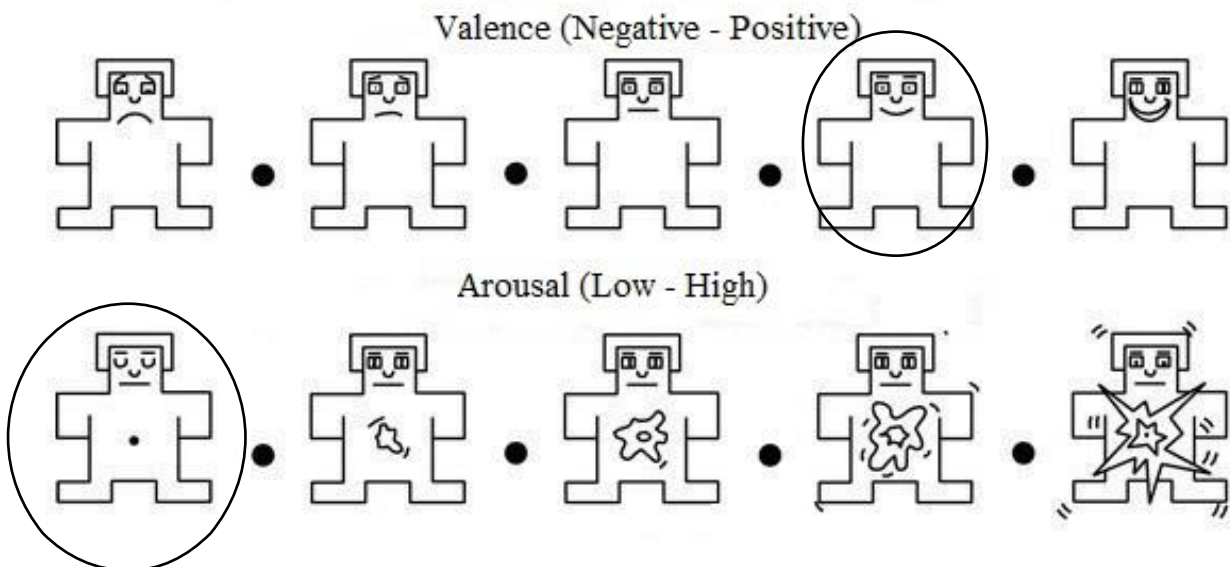 Valence (Negative - Positive)
Arousal (Low - High)